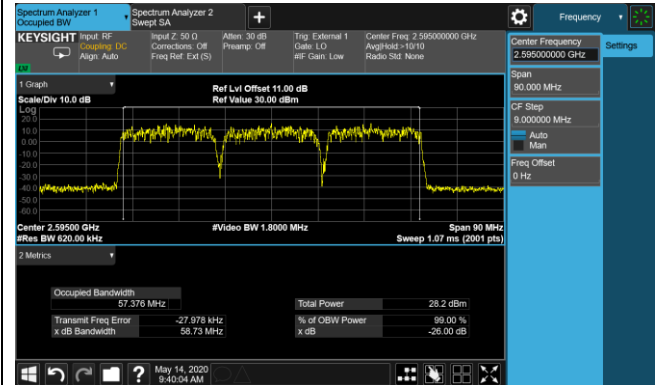 Spectrum Analyzer 1
Occupied BW
Spectrum Analyzer 2
Swept SA
+
Frequency
KEYSIGHT
Input: RF
Coupling: DC
Align: Auto
Input Z: 50 Ω
Corrections: Off
Freq Ref: Ext (S)
Atten: 30 dB
Preamp: Off
Trig: External 1
Gate: LO
#IF Gain: Low
Center Freq: 2.595000000 GHz
Avg|Hold:>10/10
Radio Std: None
Center Frequency
2.595000000 GHz
Settings
Span
90.000 MHz
CF Step
9.000000 MHz
Auto
Man
Freq Offset
0 Hz
1 Graph
Scale/Div 10.0 dB
Ref Lvl Offset 11.00 dB
Ref Value 30.00 dBm
Log
20.0
10.0
0.00
-10.0
-20.0
-30.0
-40.0
-50.0
-60.0
Center 2.59500 GHz
#Res BW 620.00 kHz
#Video BW 1.8000 MHz
Span 90 MHz
Sweep 1.07 ms (2001 pts)
2 Metrics
Occupied Bandwidth
57.376 MHz
Transmit Freq Error -27.978 kHz
x dB Bandwidth 58.73 MHz
Total Power 28.2 dBm
% of OBW Power 99.00 %
x dB -26.00 dB
?
May 14, 2020
9:40:04 AM